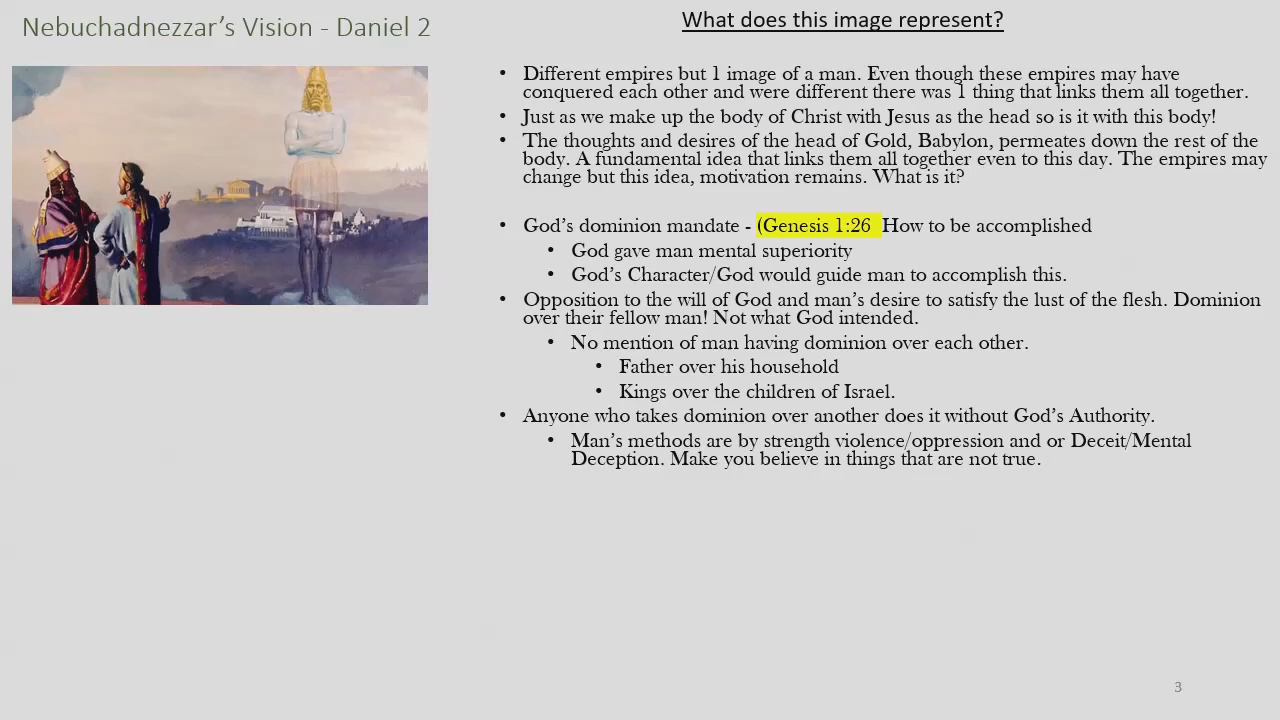 Nebuchadnezzar's Vision - Daniel 2
What does this image represent?
• Different empires but 1 image of a man. Even though these empires may have
conquered each other and were different there was 1 thing that links them all together.
• Just as we make up the body of Christ with Jesus as the head so is it with this body!
• The thoughts and desires of the head of Gold, Babylon, permeates down the rest of the
body. A fundamental idea that links them all together even to this day. The empires may
change but this idea, motivation remains. What is it?
• God's dominion mandate - (Genesis 1:26 How to be accomplished
• God gave man mental superiority
• God's Character/God would guide man to accomplish this.
• Opposition to the will of God and man's desire to satisfy the lust of the flesh. Dominion
over their fellow man! Not what God intended.
• No mention of man having dominion over each other.
• Father over his household
• Kings over the children of Israel.
• Anyone who takes dominion over another does it without God's Authority.
• Man's methods are by strength violence/oppression and or Deceit/Mental
Deception. Make you believe in things that are not true.
3